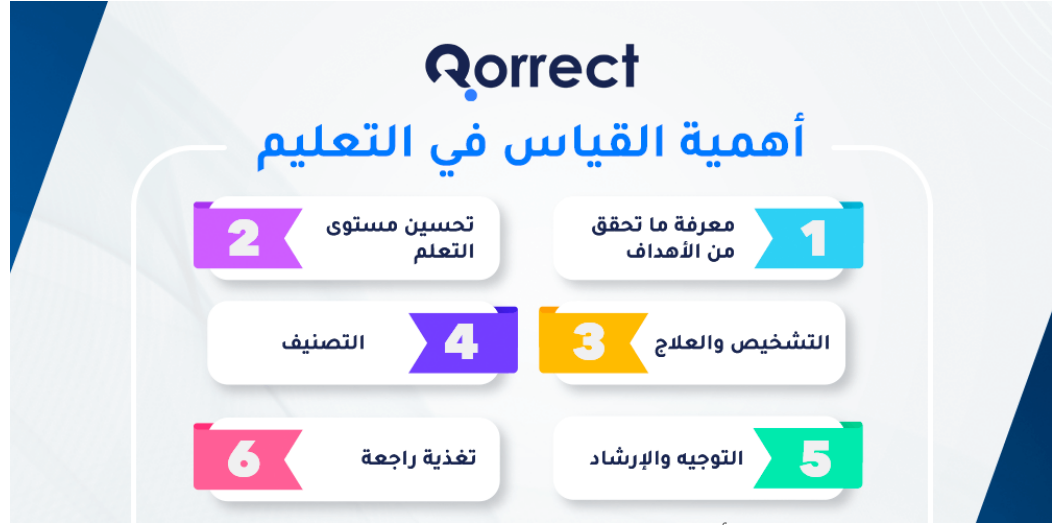 Qorrect
أهمية القياس في التعليم
1
معرفة ما تحقق
من الأهداف
2
تحسين مستوى
التعلم
3
التشخيص والعلاج
4
التصنيف
5
التوجيه والإرشاد
6
تغذية راجعة